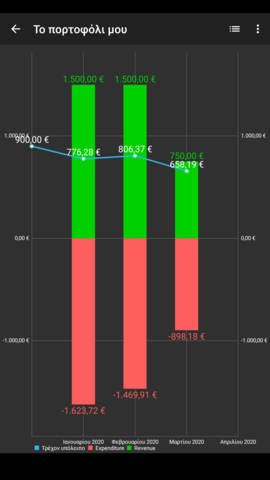 Το πορτοφόλι μου
1.500,00 €
1.500,00 €
1.000,00 €
1.000,00 €
900,00 €
776,28 €
806,37 €
750,00 €
658,19 €
0,00 €
0,00 €
-898,18 €
-1.000,00 €
-1.000,00 €
-1.469,91 €
-1.623,72 €
Ιανουαρίου 2020
Φεβρουαρίου 2020
Μαρτίου 2020
Απριλίου 2020
Τρέχον υπόλοιπο
Expenditure
Revenue